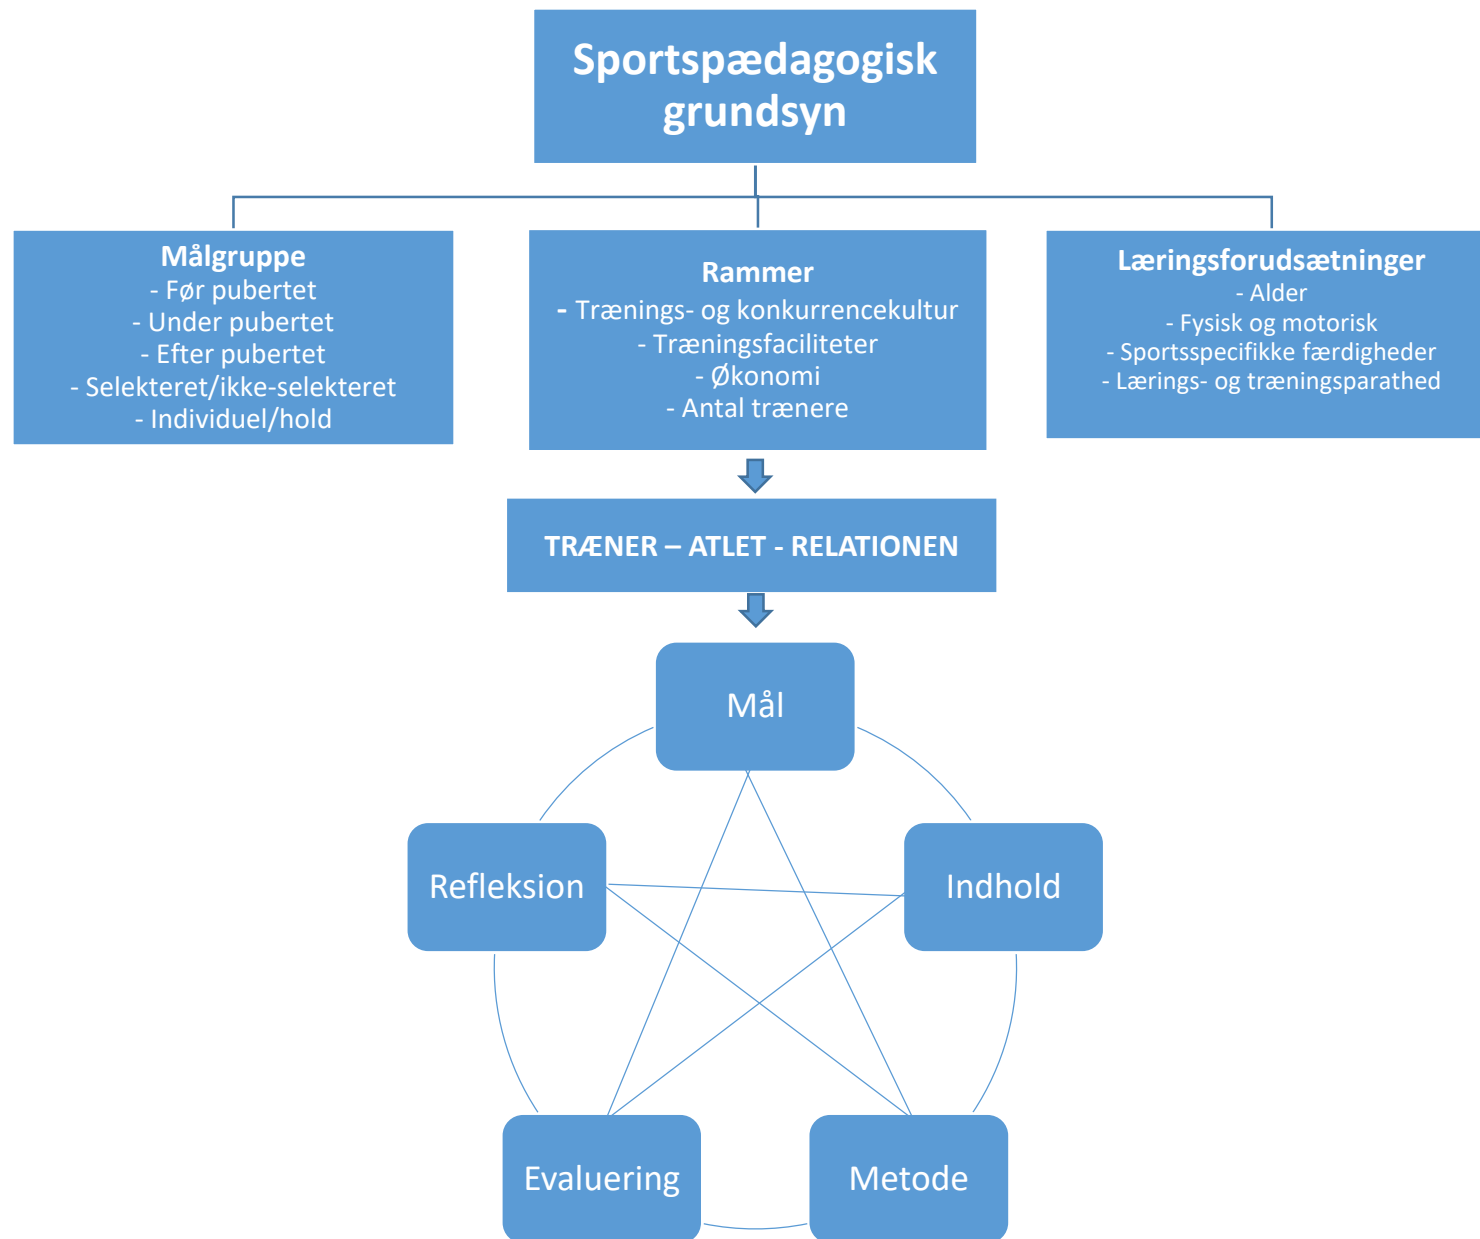 Sportspædagogisk
grundsyn
Målgruppe
- Før pubertet
- Under pubertet
- Efter pubertet
- Selekteret/ikke-selekteret
- Individuel/hold
Rammer
- Trænings- og konkurrencekultur
- Træningsfaciliteter
- Økonomi
- Antal trænere
Læringsforudsætninger
- Alder
- Fysisk og motorisk
- Sportsspecifikke færdigheder
- Lærings- og træningsparathed
TRÆNER – ATLET - RELATIONEN
Mål
Refleksion
Indhold
Evaluering
Metode